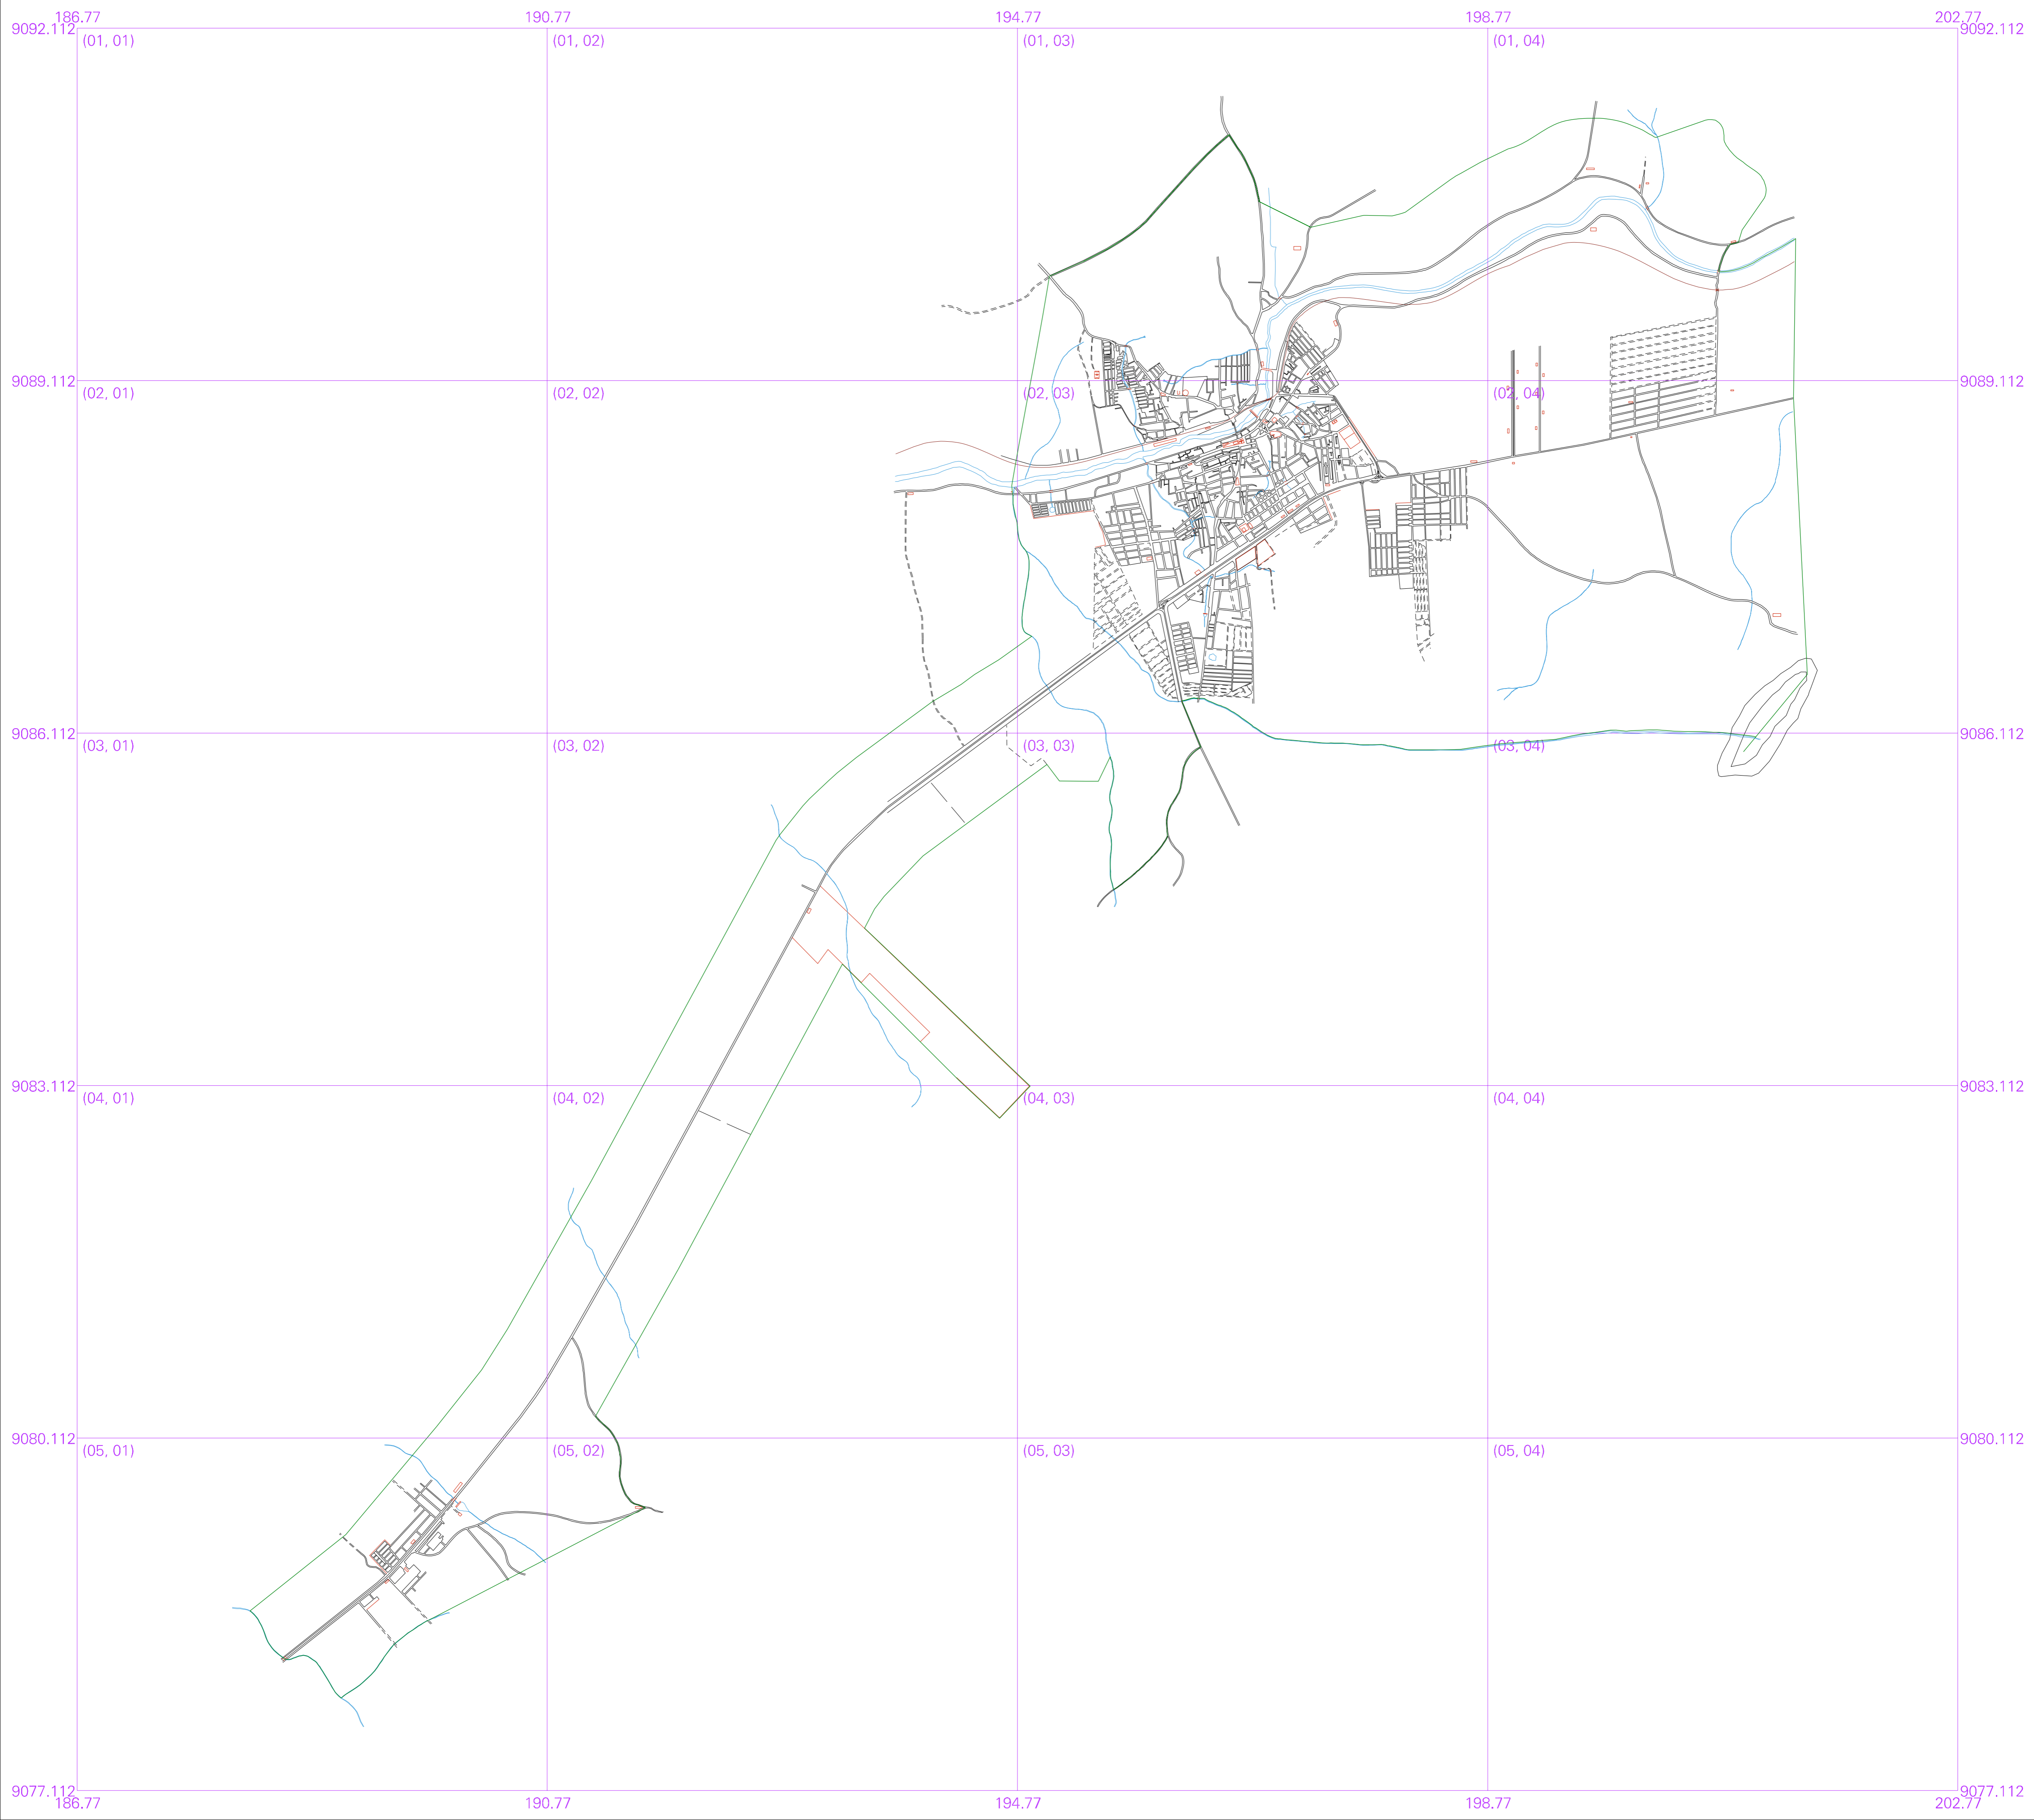 186.77 190.77 194.77 198.77 202.77
9092.112 9092.112
(01, 01) (01, 02) (01, 03) (01, 04)
9089.112 9089.112
(02, 01) (02, 02) (02, 03) (02, 04)
9086.112 9086.112
(03, 01) (03, 02) (03, 03) (03, 04)
9083.112 9083.112
(04, 01) (04, 02) (04, 03) (04, 04)
9080.112 9080.112
(05, 01) (05, 02) (05, 03) (05, 04)
9077.112 9077.112
186.77 190.77 194.77 198.77 202.77